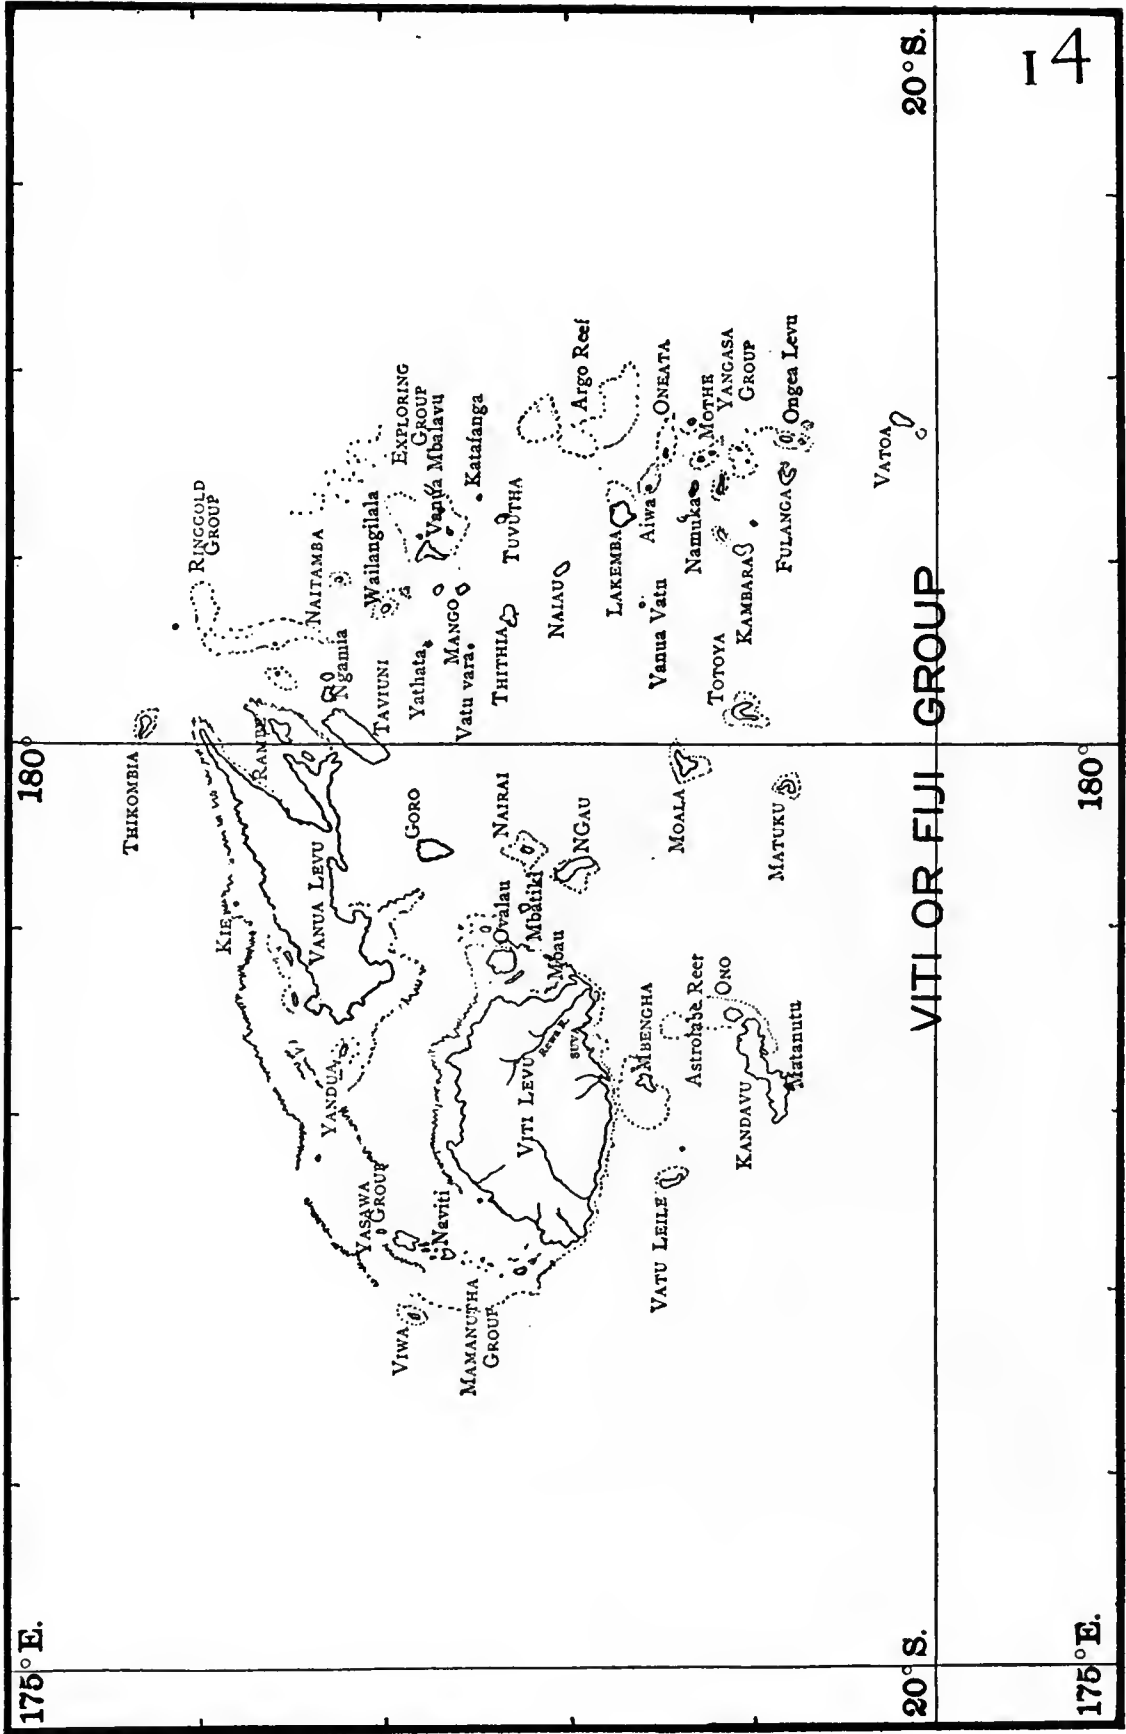 175° E.
180°
THIKOMBIA
RINGGOLD
GROUP
KIE
RAMBE
VANUA LEVU
NAITAMBA
Ngamia
Wailangilala
TAVIUNI
EXPLORING
GROUP
Vanua Mbalavu
YANDUA
YASAWA
GROUP
VIWA
Naviti
MAMANUTHA
GROUP
GORO
Yathata
MANGO
Vatu vara
Katafanga
NAIRAI
Ovalau
Mbatiki
THITHIA
TUVUTHA
VITI LEVU
Rewa R.
SUVA
NGAU
NAIAU
Argo Reef
LAKEMBA
Aiwa
ONEATA
MBENGHA
VATU LEILE
Vanua Vatu
Namuka
MOTHE
YANGASA
GROUP
Astrolabe Reef
ONO
MOALA
TOTOYA
KAMBARA
KANDAVU
Matanutu
MATUKU
FULANGA
Ongea Levu
VATOA
20° S.
20° S.
VITI OR FIJI GROUP
175° E.
180°
14